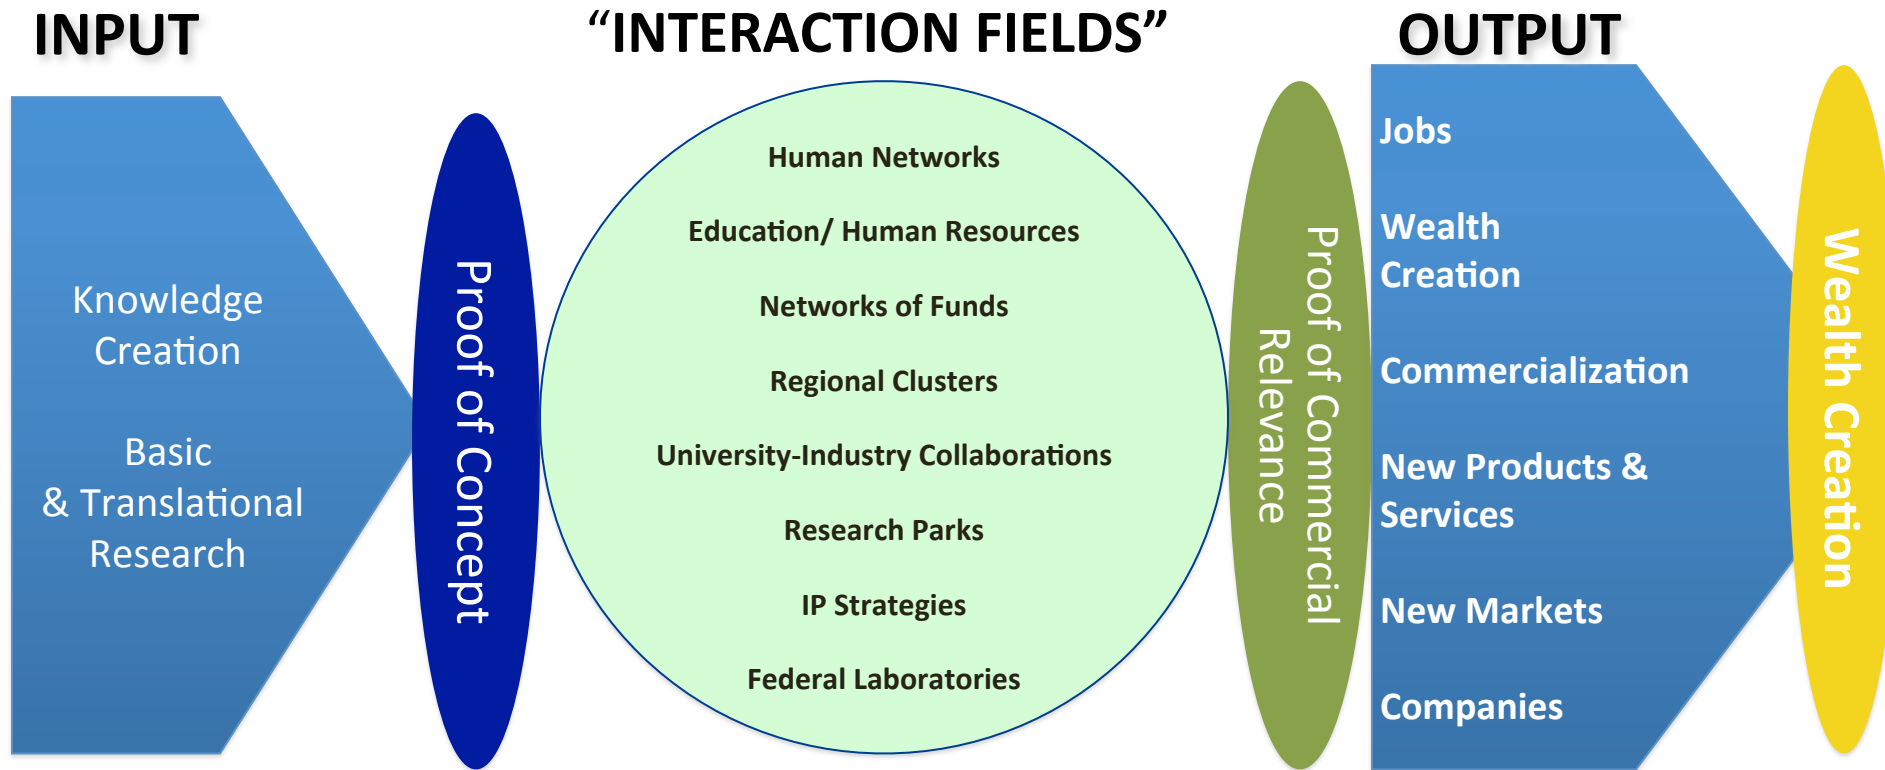 INPUT
Knowledge
Creation
Basic
& Translational
Research
Proof of Concept
“INTERACTION FIELDS”
Human Networks
Education/ Human Resources
Networks of Funds
Regional Clusters
University-Industry Collaborations
Research Parks
IP Strategies
Federal Laboratories
Proof of Commercial
Relevance
OUTPUT
Jobs
Wealth
Creation
Commercialization
New Products &
Services
New Markets
Companies
Wealth Creation